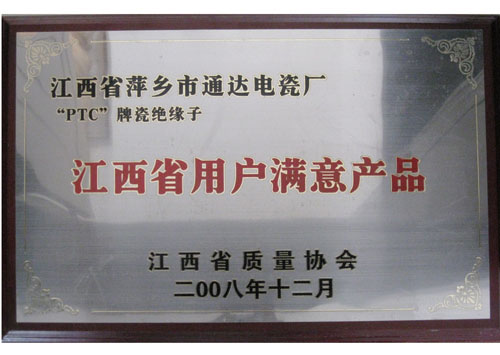 江西省萍乡市通达电瓷厂
“PTC”牌瓷绝缘子
江西省用户满意产品
江西省质量协会
二00八年十二月